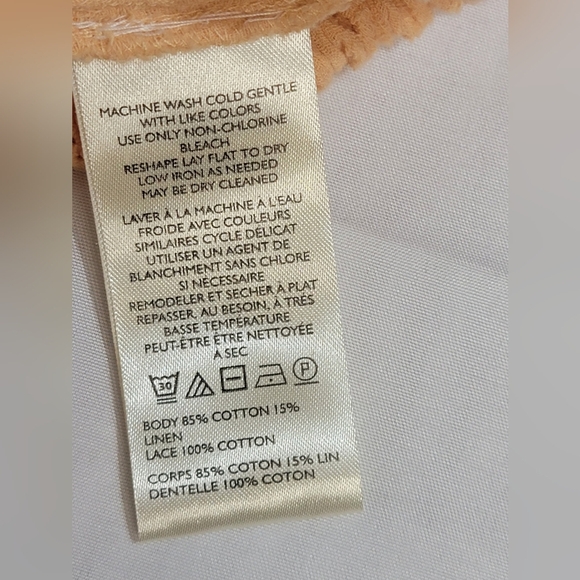 MACHINE WASH COLD GENTLE
WITH LIKE COLORS
USE ONLY NON-CHLORINE
BLEACH
RESHAPE LAY FLAT TO DRY
LOW IRON AS NEEDED
MAY BE DRY CLEANED
LAVER À LA MACHINE À L'EAU
FROIDE AVEC COULEURS
SIMILAIRES CYCLE DELICAT
UTILISER UN AGENT DE
BLANCHIMENT SANS CHLORE
SI NÉCESSAIRE
REMODELER ET SECHER À PLAT
REPASSER, AU BESOIN, À TRÈS
BASSE TEMPÉRATURE
PEUT-ÊTRE ÊTRE NETTOYÉE
À SEC
30 P
BODY 85% COTTON 15%
LINEN
LACE 100% COTTON
CORPS 85% COTON 15% LIN
DENTELLE 100% COTON